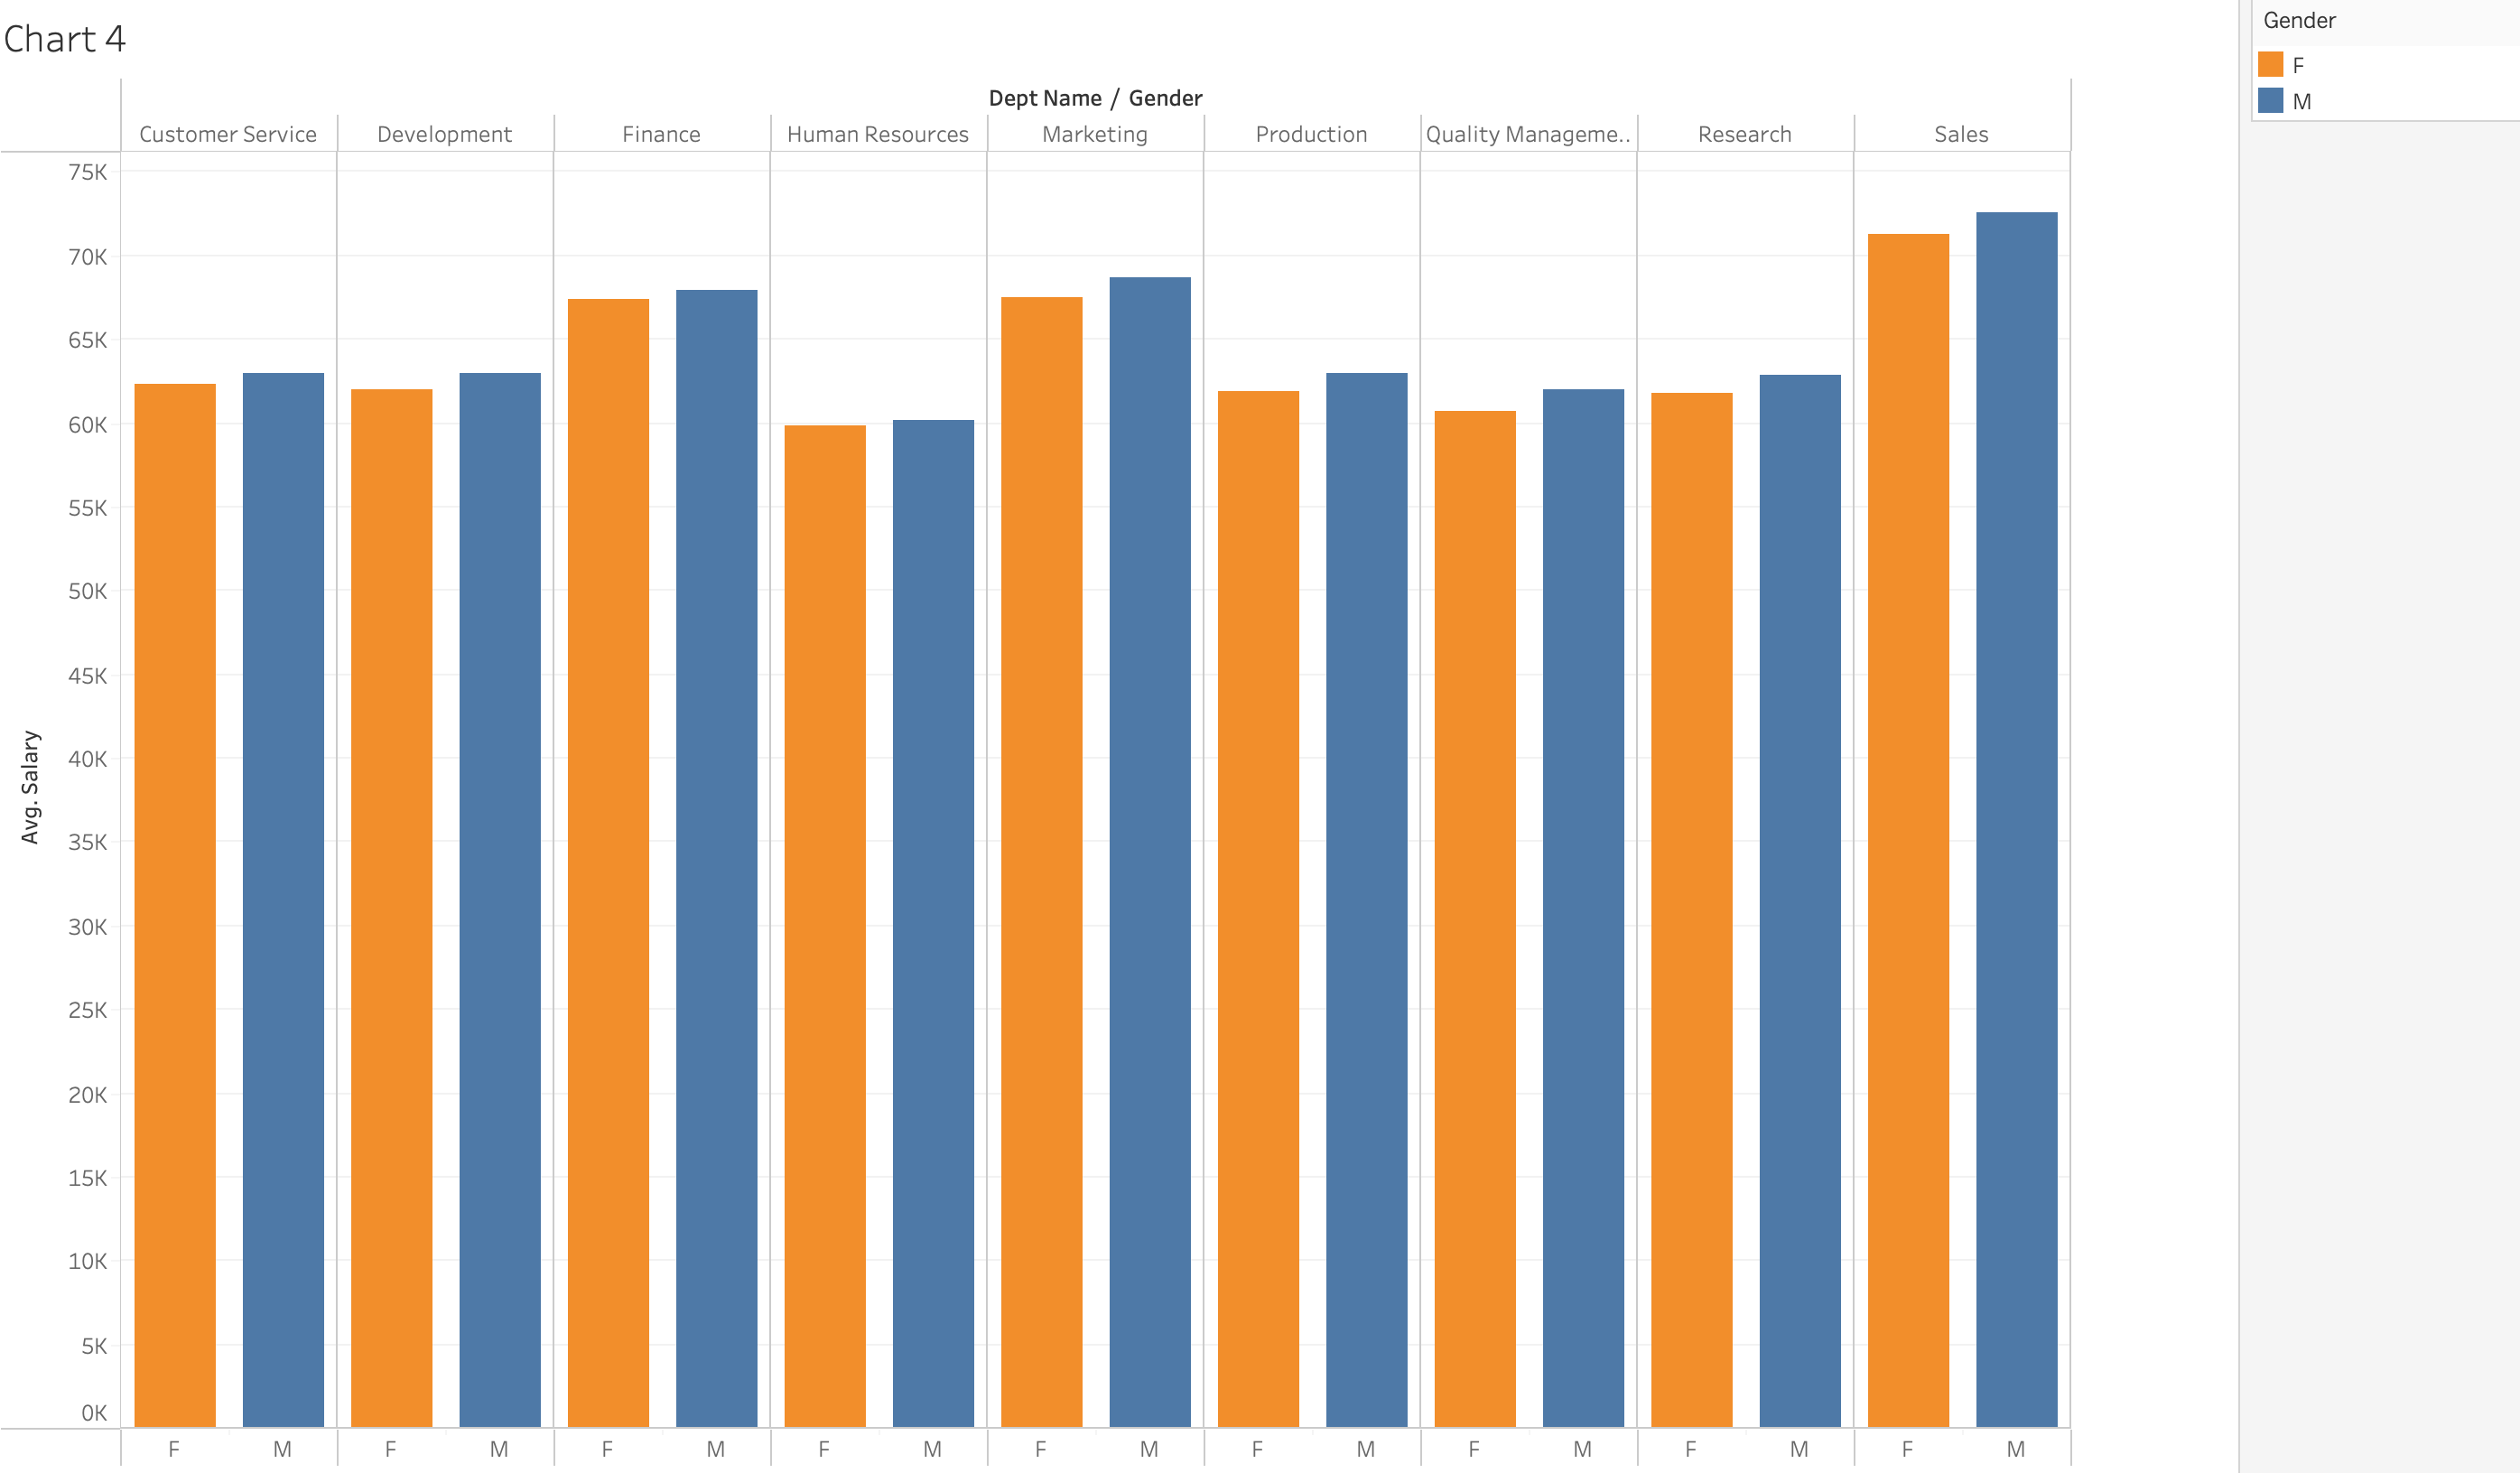 Chart 4
Gender
F
M
Dept Name / Gender
Customer Service Development Finance Human Resources Marketing Production Quality Manageme.. Research Sales
75K
70K
65K
60K
55K
50K
45K
40K
35K
30K
25K
20K
15K
10K
5K
0K
Avg. Salary
F M F M F M F M F M F M F M F M F M